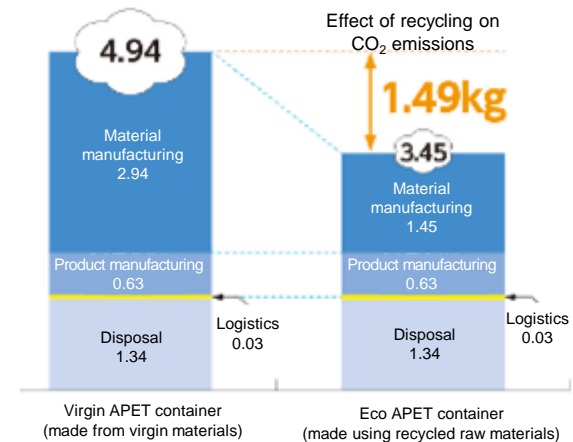 Effect of recycling on
CO₂ emissions
4.94
1.49kg
3.45
Material
manufacturing
2.94
Material
manufacturing
1.45
Product manufacturing
0.63
Product manufacturing
0.63
Logistics
0.03
Logistics
0.03
Disposal
1.34
Disposal
1.34
Virgin APET container
(made from virgin materials)
Eco APET container
(made using recycled raw materials)